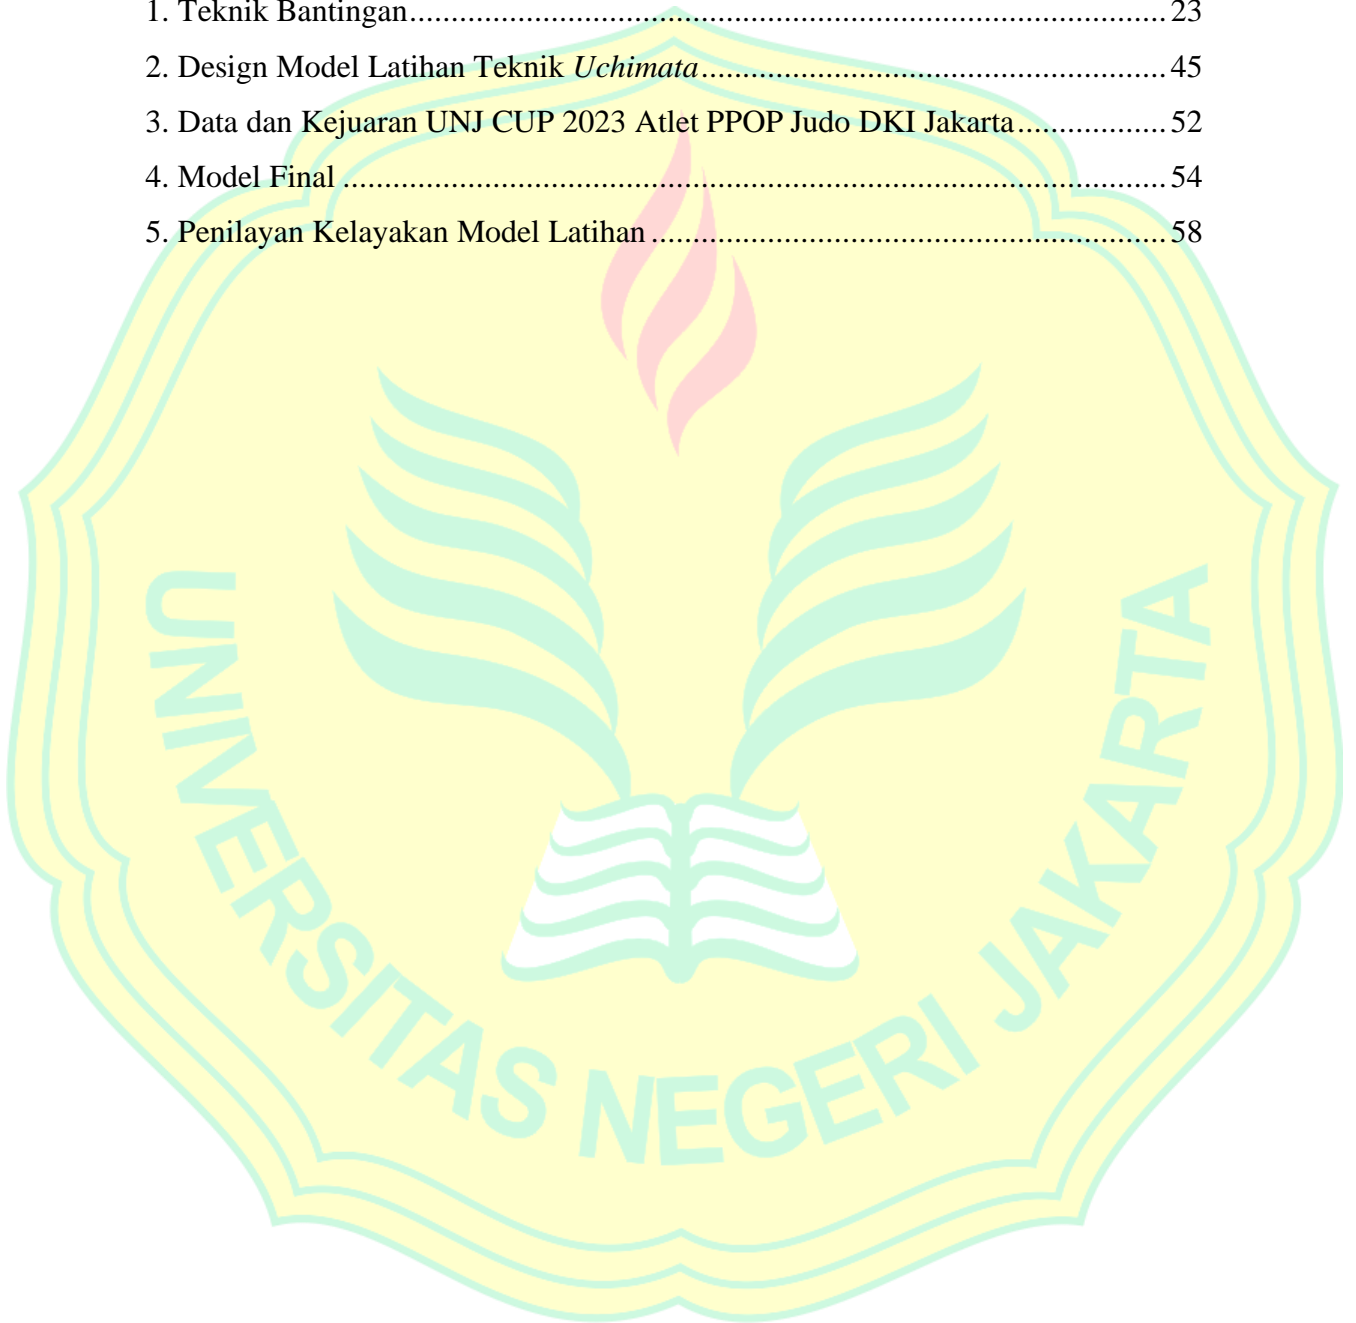 1. Teknik Bantingan............................................................................................ 23
2. Design Model Latihan Teknik Uchimata......................................................... 45
3. Data dan Kejuaran UNJ CUP 2023 Atlet PPOP Judo DKI Jakarta.................. 52
4. Model Final .................................................................................................... 54
5. Penilayan Kelayakan Model Latihan ............................................................... 58
UNIVERSITAS NEGERI JAKARTA